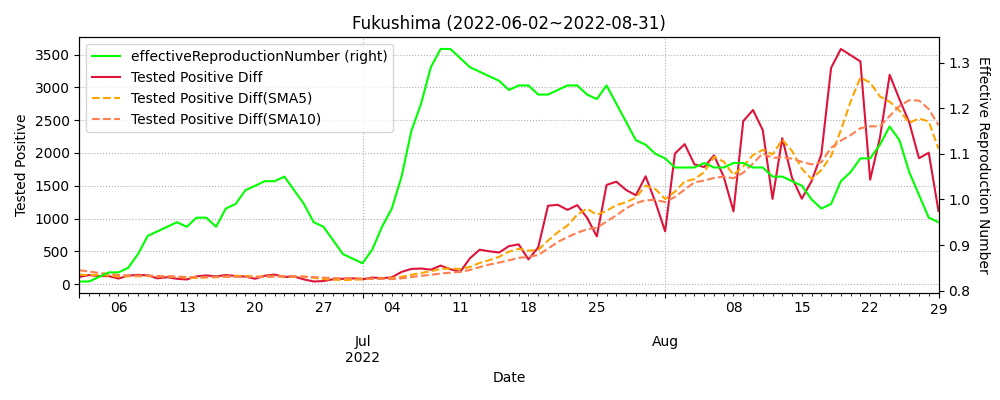 Fukushima (2022-06-02~2022-08-31)
effectiveReproductionNumber (right)
Tested Positive Diff
Tested Positive Diff(SMA5)
Tested Positive Diff(SMA10)
Tested Positive
3500
3000
2500
2000
1500
1000
500
0
1.3
1.2
1.1
1.0
0.9
0.8
Effective Reproduction Number
06 13 20 27 04 11 18 25 08 15 22 29
Jul Aug
2022
Date